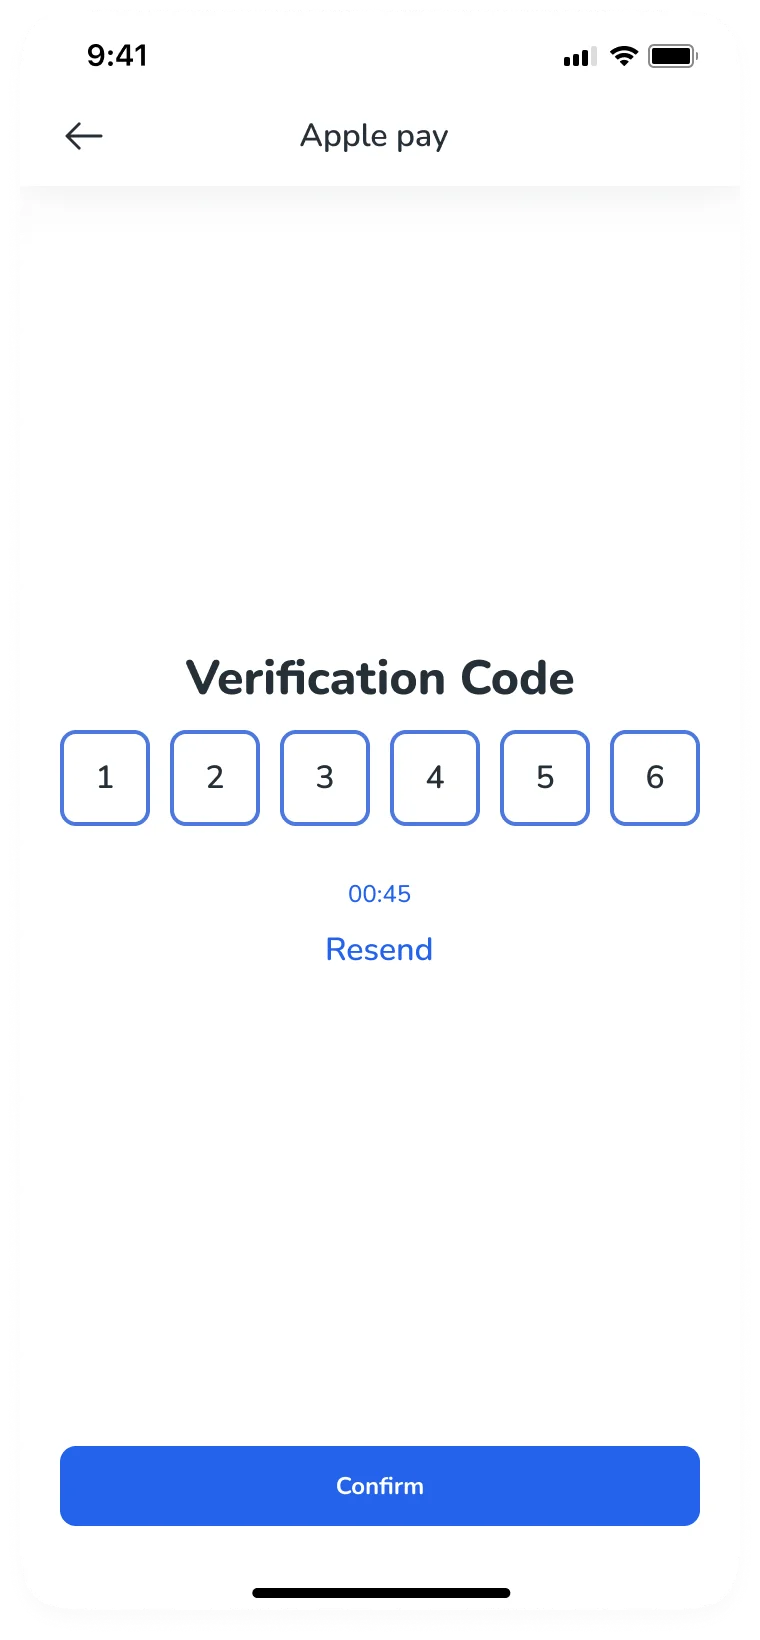 9:41
Apple pay
Verification Code
1 2 3 4 5 6
00:45
Resend
Confirm